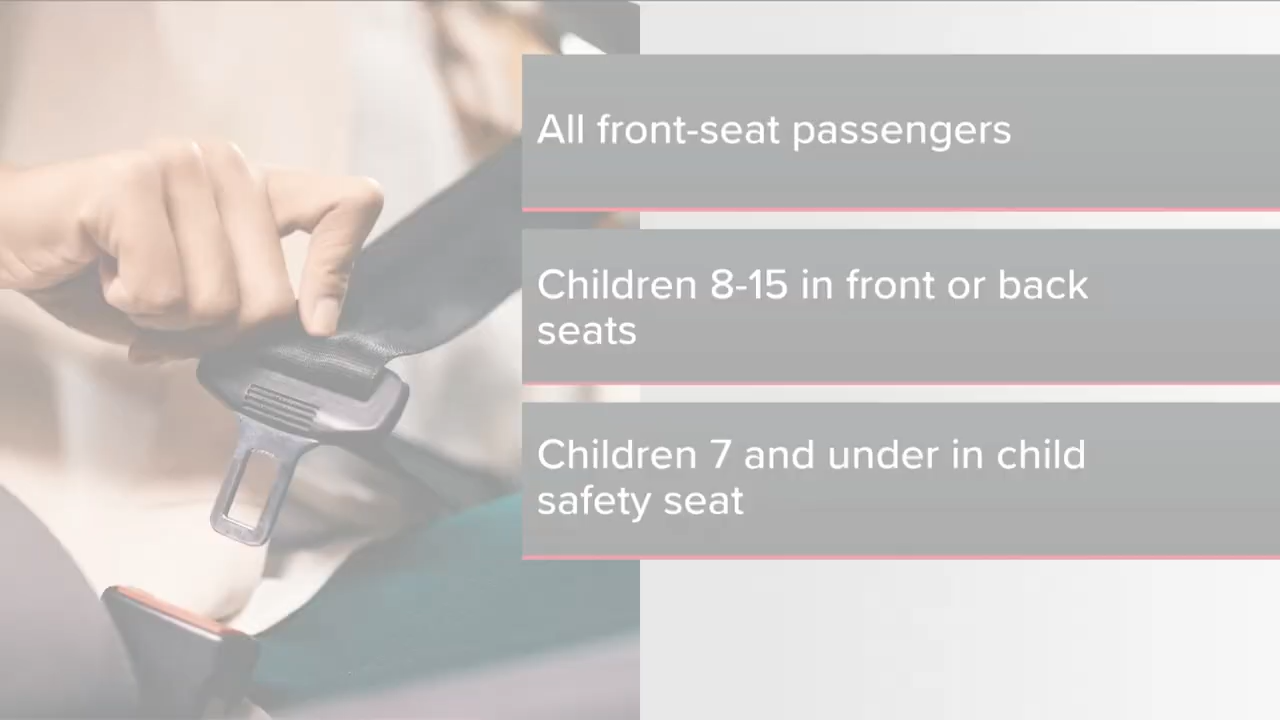 All front-seat passengers
Children 8-15 in front or back
seats
Children 7 and under in child
safety seat